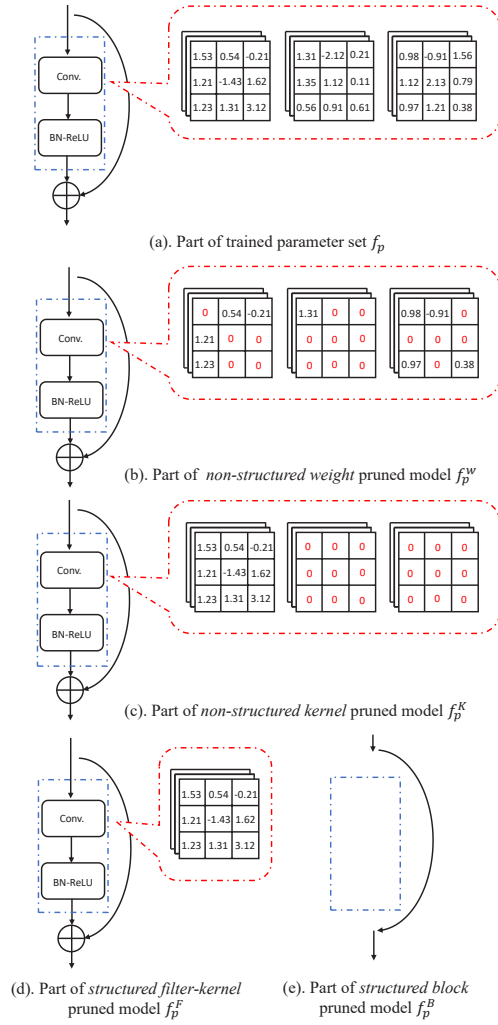 Conv.
BN-ReLU
1.53 0.54 -0.21
1.21 -1.43 1.62
1.23 1.31 3.12
1.31 -2.12 0.21
1.35 1.12 0.11
0.56 0.91 0.61
0.98 -0.91 1.56
1.12 2.13 0.79
0.97 1.21 0.38
(a). Part of trained parameter set f_p
Conv.
BN-ReLU
0 0.54 -0.21
1.21 0 0
1.23 0 0
1.31 0 0
0 0 0
0 0 0
0.98 -0.91 0
0 0 0
0.97 0 0.38
(b). Part of non-structured weight pruned model f_p^W
Conv.
BN-ReLU
1.53 0.54 -0.21
1.21 -1.43 1.62
1.23 1.31 3.12
0 0 0
0 0 0
0 0 0
0 0 0
0 0 0
0 0 0
(c). Part of non-structured kernel pruned model f_p^K
Conv.
BN-ReLU
1.53 0.54 -0.21
1.21 -1.43 1.62
1.23 1.31 3.12
(d). Part of structured filter-kernel
pruned model f_p^F
(e). Part of structured block
pruned model f_p^B